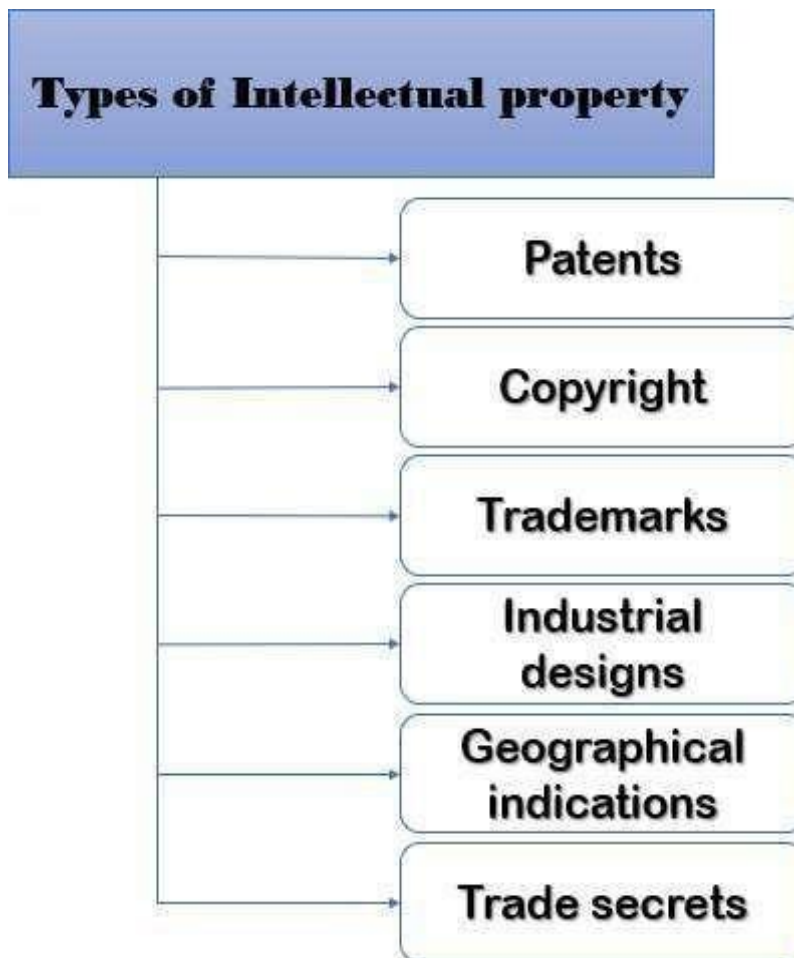 Types of Intellectual property
Patents
Copyright
Trademarks
Industrial
designs
Geographical
indications
Trade secrets